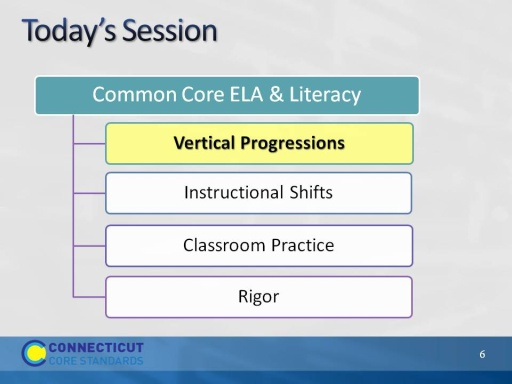 Today's Session
Common Core ELA & Literacy
Vertical Progressions
Instructional Shifts
Classroom Practice
Rigor
CONNECTICUT
CORE STANDARDS
6